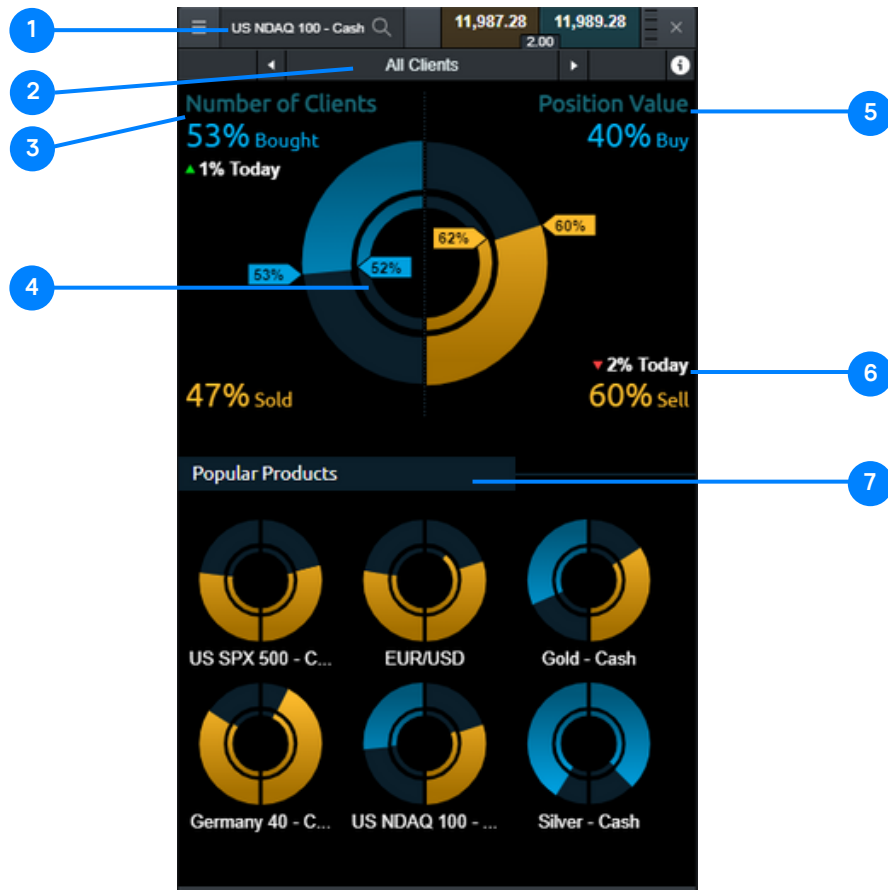 1
US NDAQ 100 - Cash
11,987.28
11,989.28
2.00
2
All Clients
Number of Clients
Position Value
5
3
53% Bought
40% Buy
1% Today
62%
60%
53%
52%
4
2% Today
6
47% Sold
60% Sell
Popular Products
7
US SPX 500 - C...
EUR/USD
Gold - Cash
Germany 40 - C...
US NDAQ 100 - ...
Silver - Cash